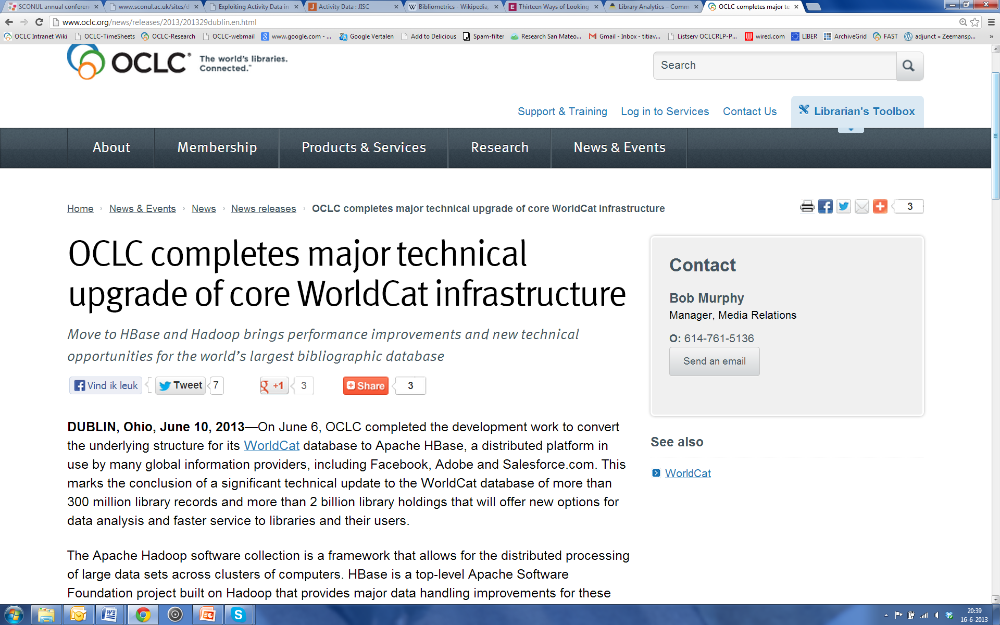 SCONUL annual conferen
www.sconul.ac.uk/sites/d
Exploiting Activity Data in
Activity Data : JISC
Bibliometrics - Wikipedia,
Thirteen Ways of Looking
Library Analytics – Comm
OCLC completes major te
www.oclc.org/news/releases/2013/201329dublin.en.html
OCLC Intranet Wiki
OCLC-TimeSheets
OCLC-Research
OCLC-webmail
www.google.com - ...
Google Vertalen
Add to Delicious
Spam-filter
Research San Mateo...
Gmail - Inbox - titiav...
Listserv OCLCRLP-P...
wired.com
LIBER
ArchiveGrid
FAST
adjunct « Zeemansp...
»
OCLC®
The world's libraries.
Connected.™
Search
Support & Training
Log in to Services
Contact Us
Librarian's Toolbox
About
Membership
Products & Services
Research
News & Events
Home › News & Events › News › News releases › OCLC completes major technical upgrade of core WorldCat infrastructure
3
OCLC completes major technical
upgrade of core WorldCat infrastructure
Move to HBase and Hadoop brings performance improvements and new technical
opportunities for the world's largest bibliographic database
Vind ik leuk
Tweet 7
+1 3
Share 3
DUBLIN, Ohio, June 10, 2013—On June 6, OCLC completed the development work to convert
the underlying structure for its WorldCat database to Apache HBase, a distributed platform in
use by many global information providers, including Facebook, Adobe and Salesforce.com. This
marks the conclusion of a significant technical update to the WorldCat database of more than
300 million library records and more than 2 billion library holdings that will offer new options for
data analysis and faster service to libraries and their users.
The Apache Hadoop software collection is a framework that allows for the distributed processing
of large data sets across clusters of computers. HBase is a top-level Apache Software
Foundation project built on Hadoop that provides major data handling improvements for these
Contact
Bob Murphy
Manager, Media Relations
O: 614-761-5136
Send an email
See also
WorldCat
20:39
16-6-2013